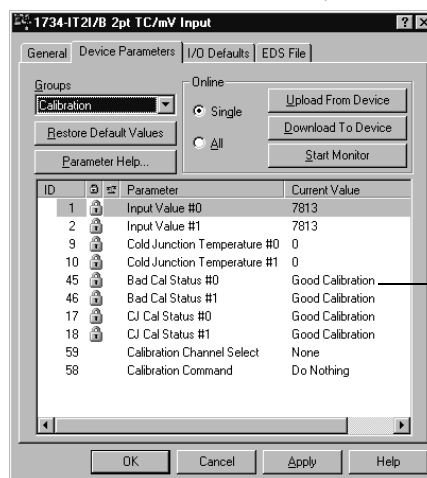 1734-IT2I/B 2pt TC/mV Input
General Device Parameters I/O Defaults EDS File
Groups
Calibration
Restore Default Values
Parameter Help...
Online
Single
All
Upload From Device
Download To Device
Start Monitor
ID Parameter Current Value
1 Input Value #0 7813
2 Input Value #1 7813
9 Cold Junction Temperature #0 0
10 Cold Junction Temperature #1 0
45 Bad Cal Status #0 Good Calibration
46 Bad Cal Status #1 Good Calibration
17 CJ Cal Status #0 Good Calibration
18 CJ Cal Status #1 Good Calibration
59 Calibration Channel Select None
58 Calibration Command Do Nothing
OK Cancel Apply Help